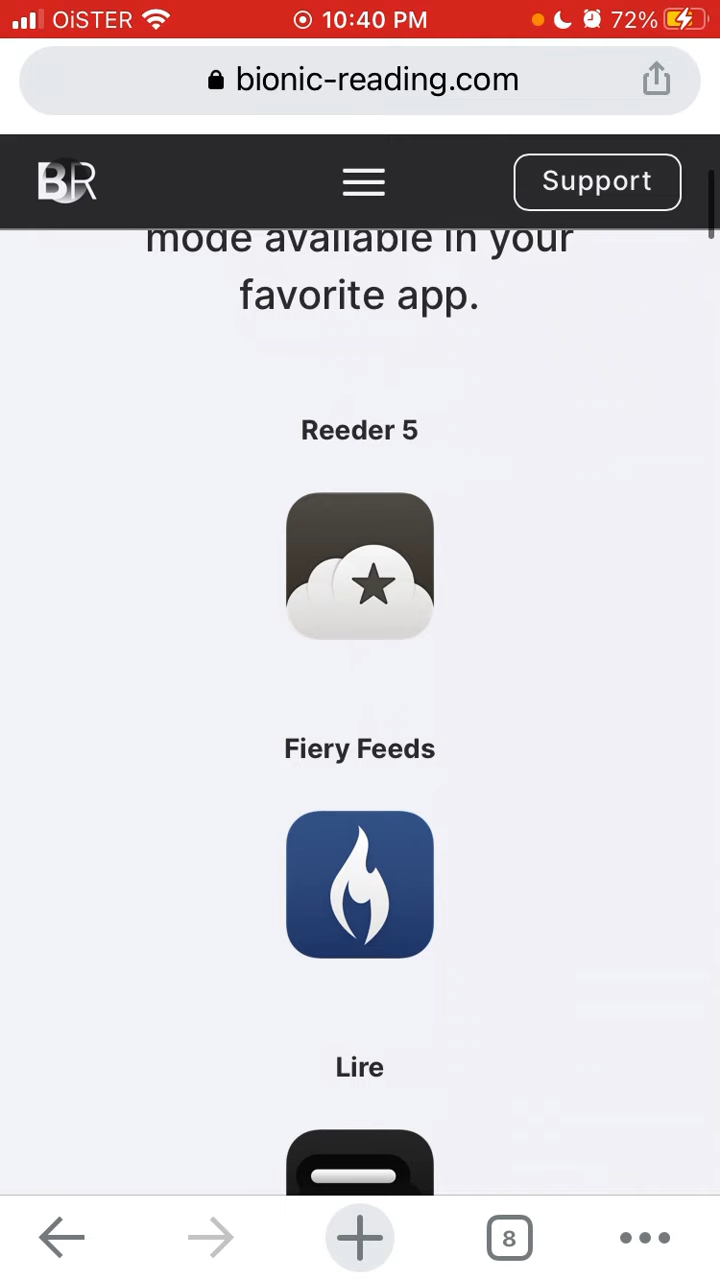 OiSTER 10:40 PM 72%
bionic-reading.com
BR Support
mode available in your
favorite app.
Reeder 5
Fiery Feeds
Lire
8